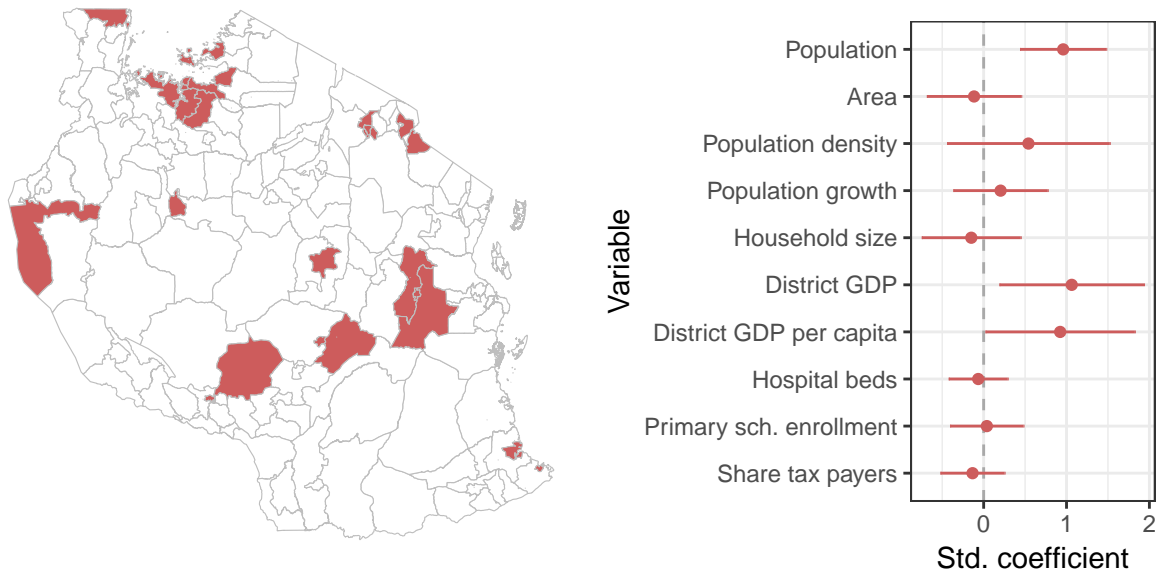 Variable
Population
Area
Population density
Population growth
Household size
District GDP
District GDP per capita
Hospital beds
Primary sch. enrollment
Share tax payers
0 1 2
Std. coefficient